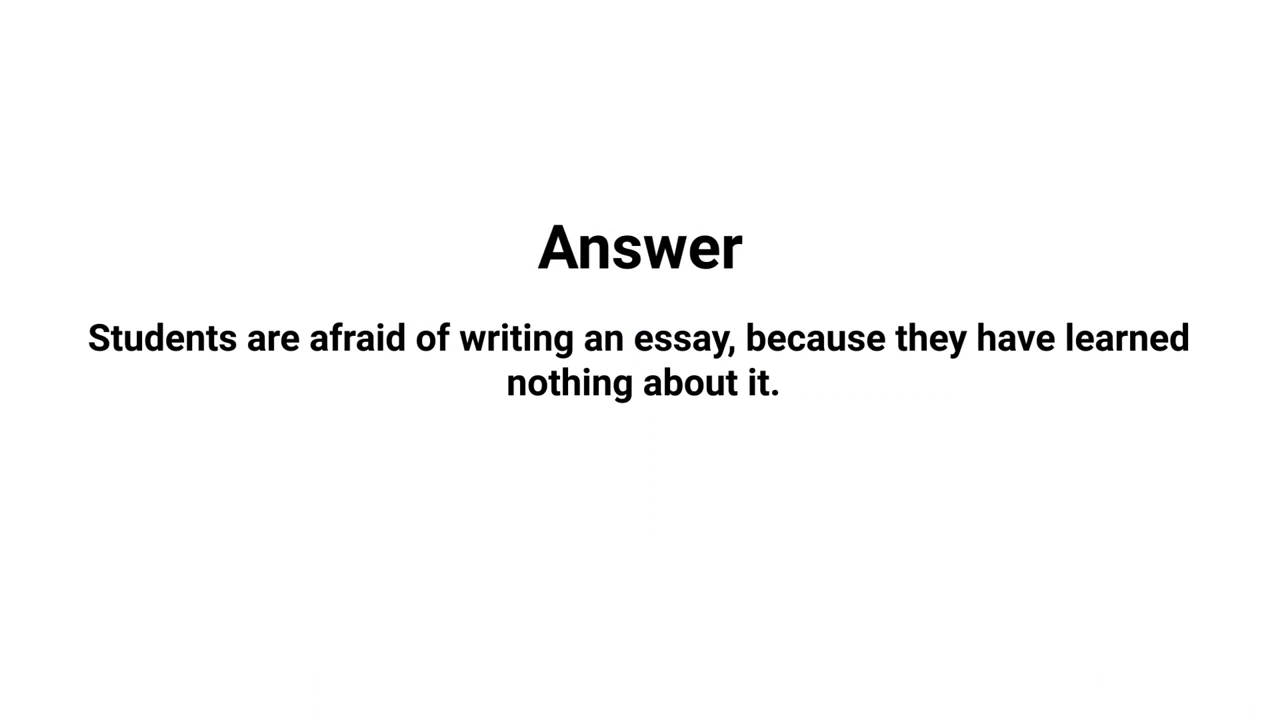 Answer
Students are afraid of writing an essay, because they have learned
nothing about it.